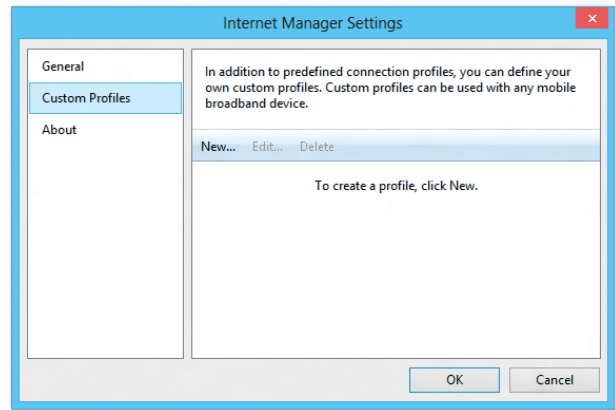 Internet Manager Settings
General
Custom Profiles
About
In addition to predefined connection profiles, you can define your
own custom profiles. Custom profiles can be used with any mobile
broadband device.
New... Edit... Delete
To create a profile, click New.
OK Cancel